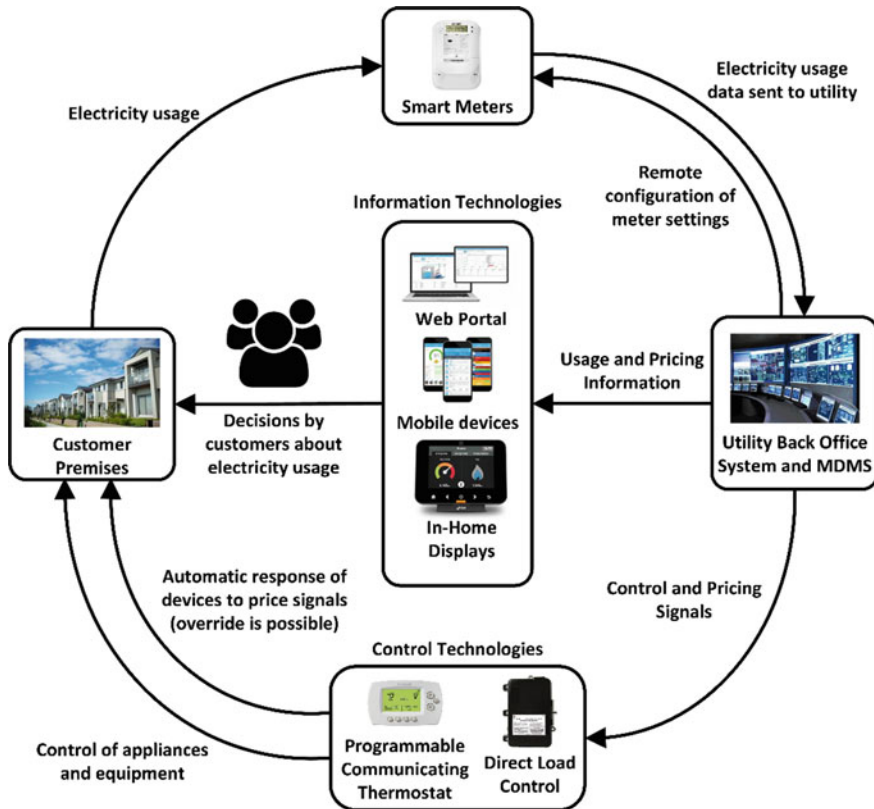 Smart Meters
Electricity usage
Electricity usage
data sent to utility
Remote
configuration of
meter settings
Information Technologies
Web Portal
Mobile devices
In-Home
Displays
Usage and Pricing
Information
Decisions by
customers about
electricity usage
Customer
Premises
Utility Back Office
System and MDMS
Automatic response of
devices to price signals
(override is possible)
Control and Pricing
Signals
Control Technologies
Programmable
Communicating
Thermostat
Direct Load
Control
Control of appliances
and equipment